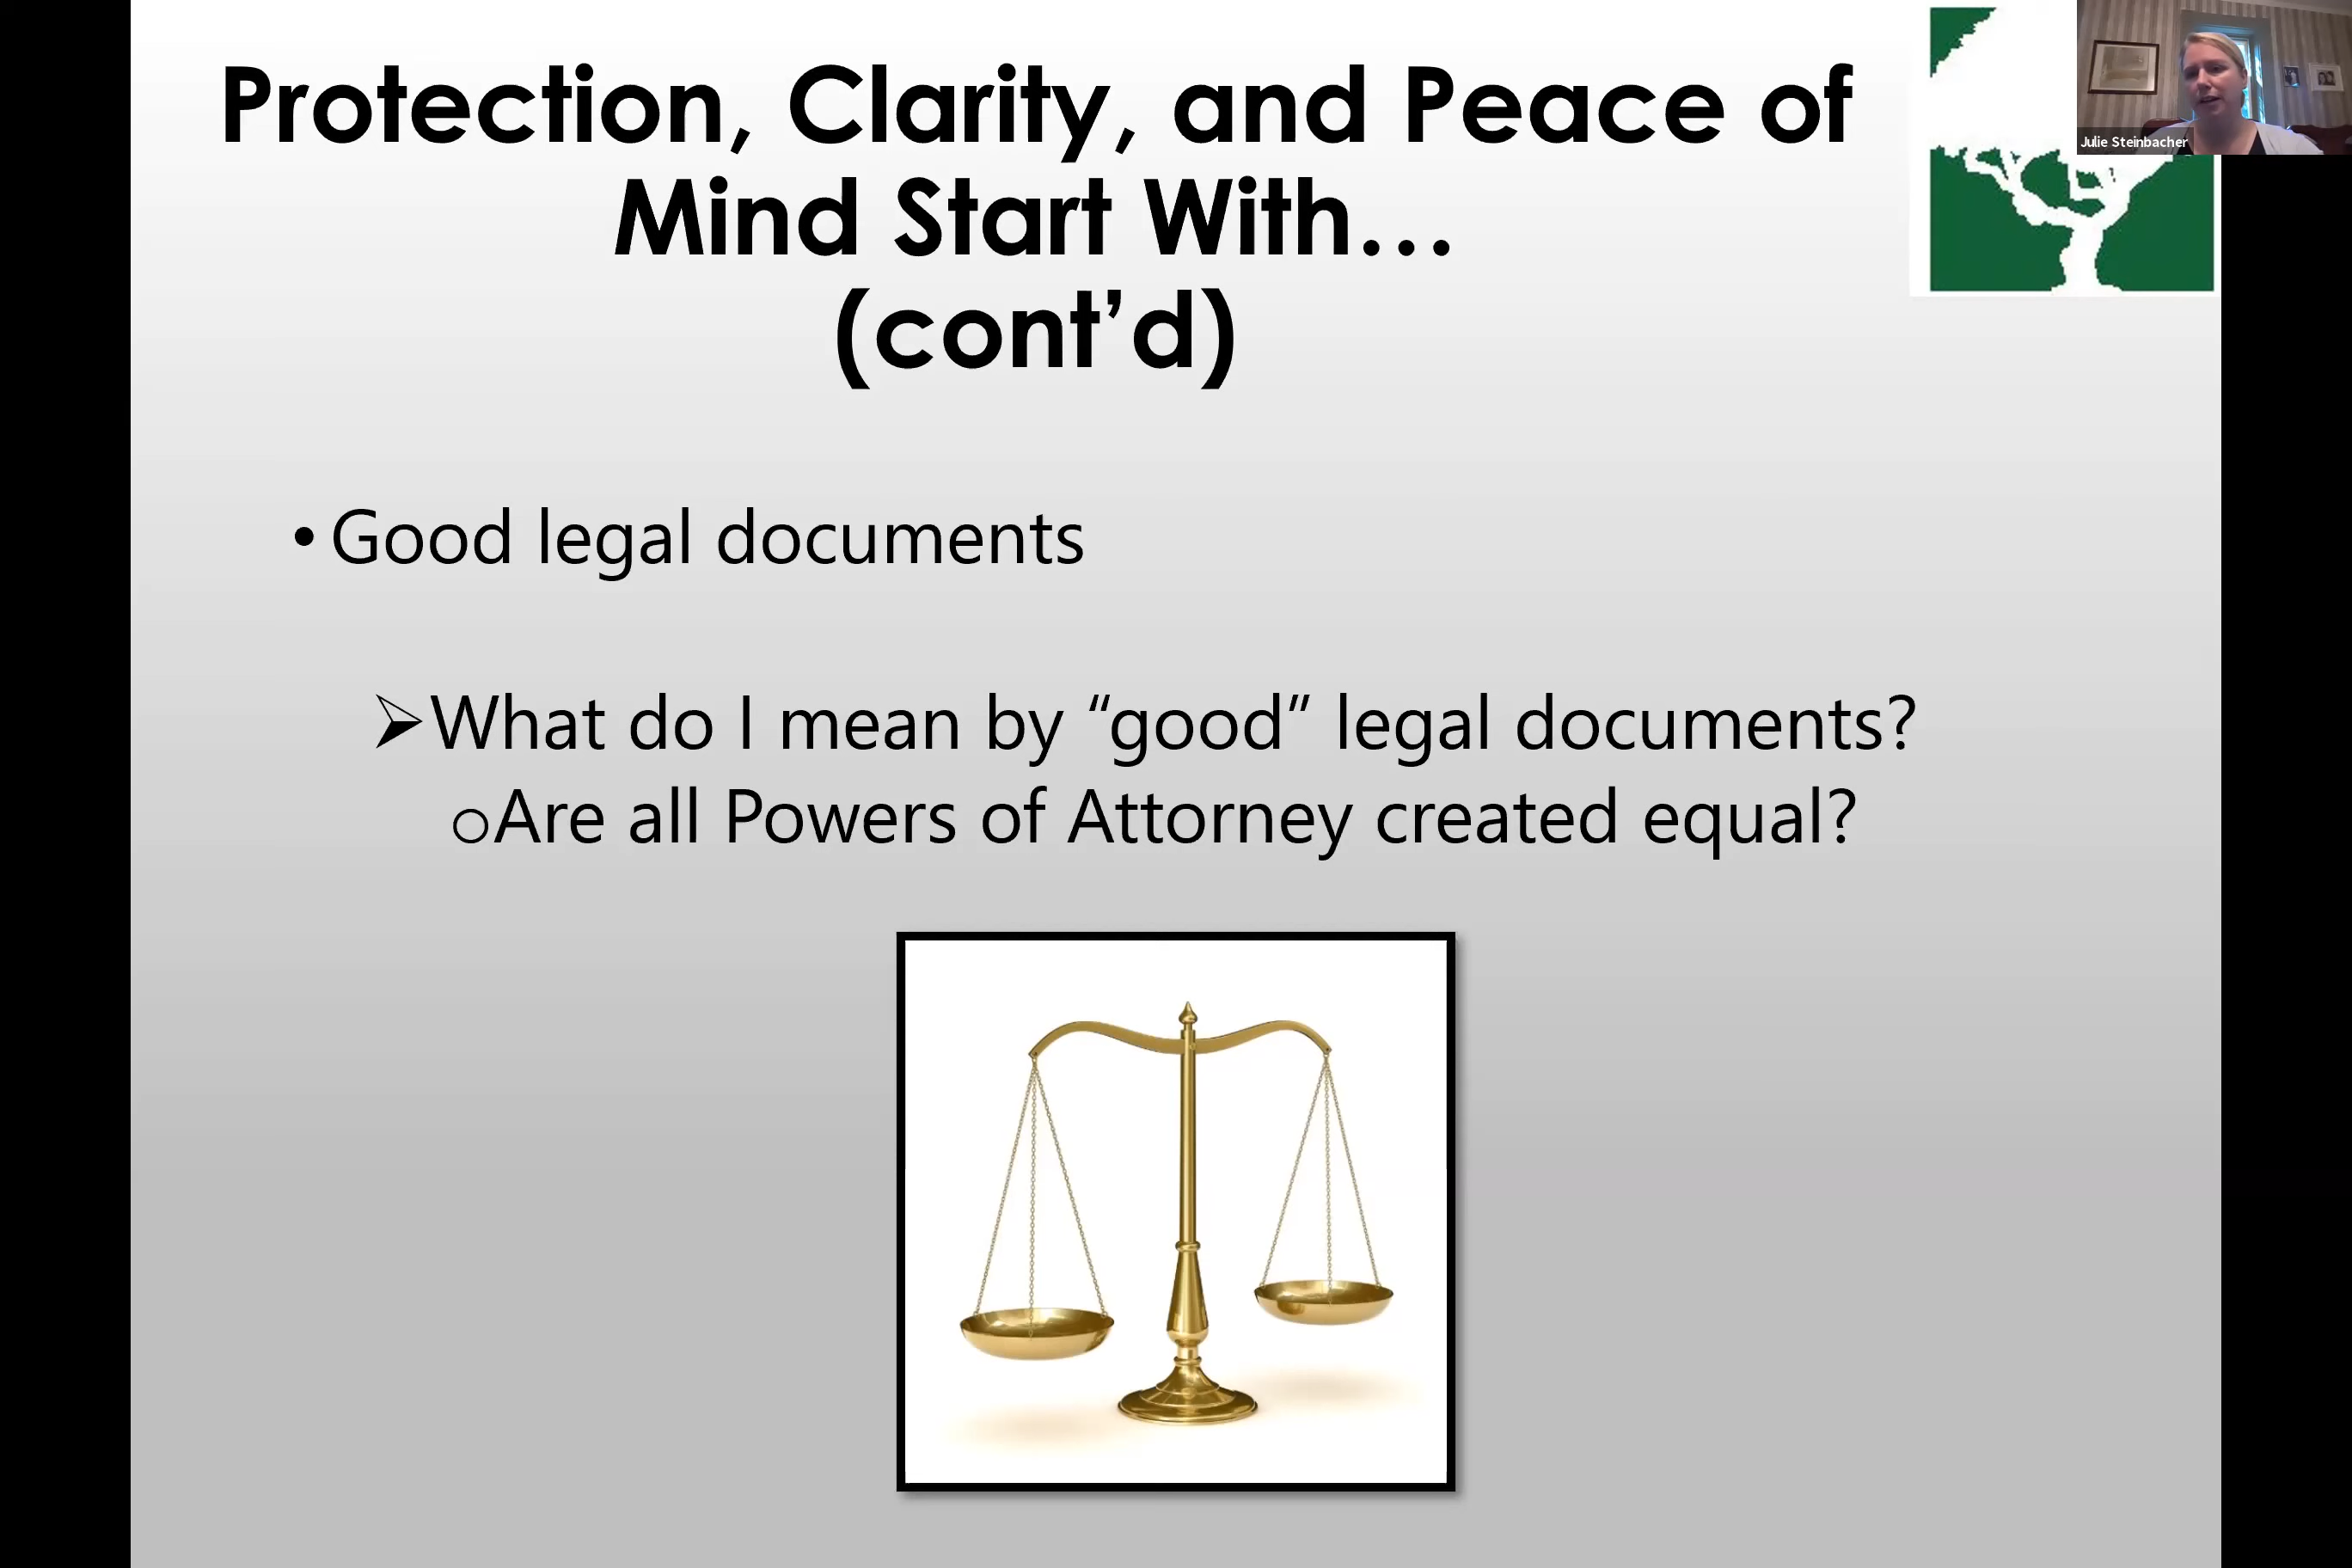 Protection, Clarity, and Peace of
Mind Start With…
(cont’d)
Julie Steinbacher
• Good legal documents
➢What do I mean by “good” legal documents?
oAre all Powers of Attorney created equal?